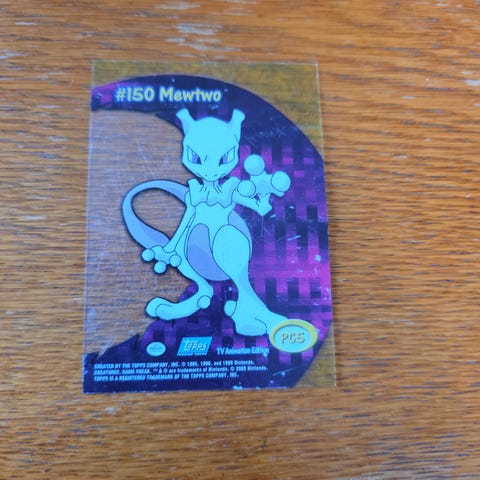 #150 Mewtwo
PC5
Topps
TV Animation Edition
CREATED BY THE TOPPS COMPANY, INC. © 1995, 1996, and 1998 Nintendo,
CREATURES, GAME FREAK. ™ & ® are trademarks of Nintendo. © 2000 Nintendo.
TOPPS IS A REGISTERED TRADEMARK OF THE TOPPS COMPANY, INC.